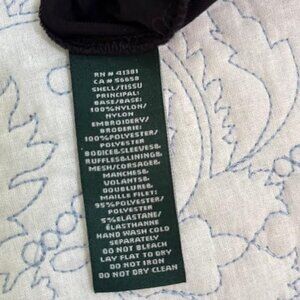 RN # 41381
CA # 56650
SHELL/TISSU
PRINCIPAL:
BASE/BASE:
100%NYLON/
NYLON
EMBROIDERY/
BRODERIE:
100%POLYESTER/
POLYESTER
BODICE&SLEEVES&
RUFFLES&LINING&
MESH/CORSAGE&
MANCHES&
VOLANTS&
DOUBLURE&
MAILLE FILET:
95%POLYESTER/
POLYESTER
5%ELASTANE/
ÉLASTHANNE
HAND WASH COLD
SEPARATELY
DO NOT BLEACH
LAY FLAT TO DRY
DO NOT IRON
DO NOT DRY CLEAN